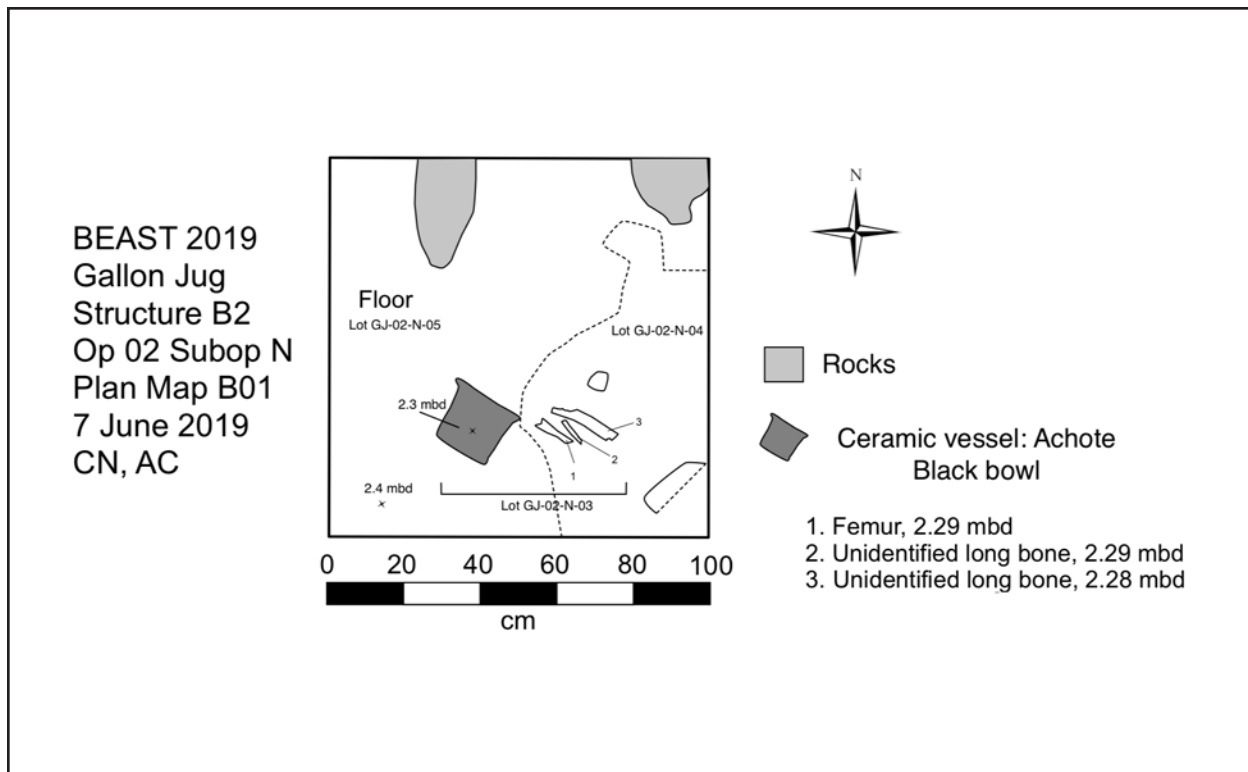 BEAST 2019
Gallon Jug
Structure B2
Op 02 Subop N
Plan Map B01
7 June 2019
CN, AC
Floor
Lot GJ-02-N-05
Lot GJ-02-N-04
2.3 mbd
3
2
1
2.4 mbd
Lot GJ-02-N-03
0 20 40 60 80 100
cm
N
Rocks
Ceramic vessel: Achote
Black bowl
1. Femur, 2.29 mbd
2. Unidentified long bone, 2.29 mbd
3. Unidentified long bone, 2.28 mbd